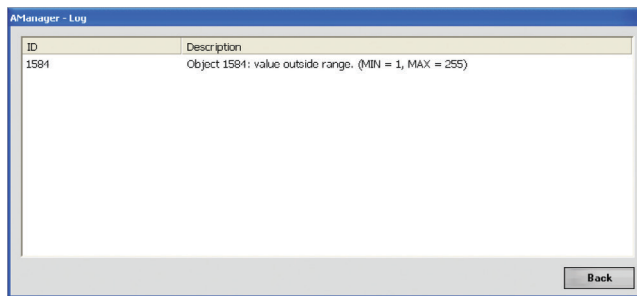 AManager - Log
ID Description
1584 Object 1584: value outside range. (MIN = 1, MAX = 255)
Back